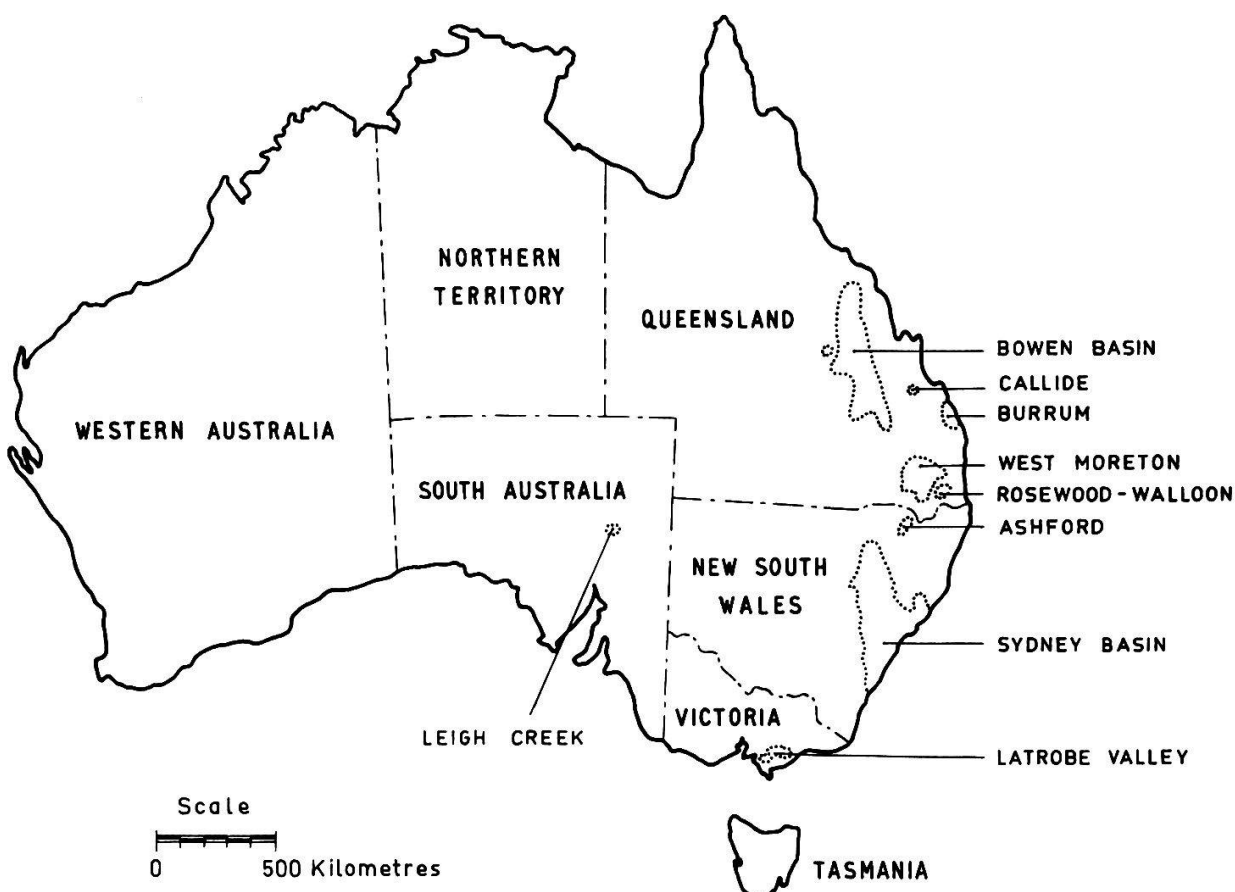 NORTHERN
TERRITORY
QUEENSLAND
BOWEN BASIN
CALLIDE
BURRUM
WESTERN AUSTRALIA
WEST MORETON
SOUTH AUSTRALIA
ROSEWOOD-WALLOON
ASHFORD
NEW SOUTH
WALES
SYDNEY BASIN
VICTORIA
LEIGH CREEK
LATROBE VALLEY
Scale
0 500 Kilometres
TASMANIA